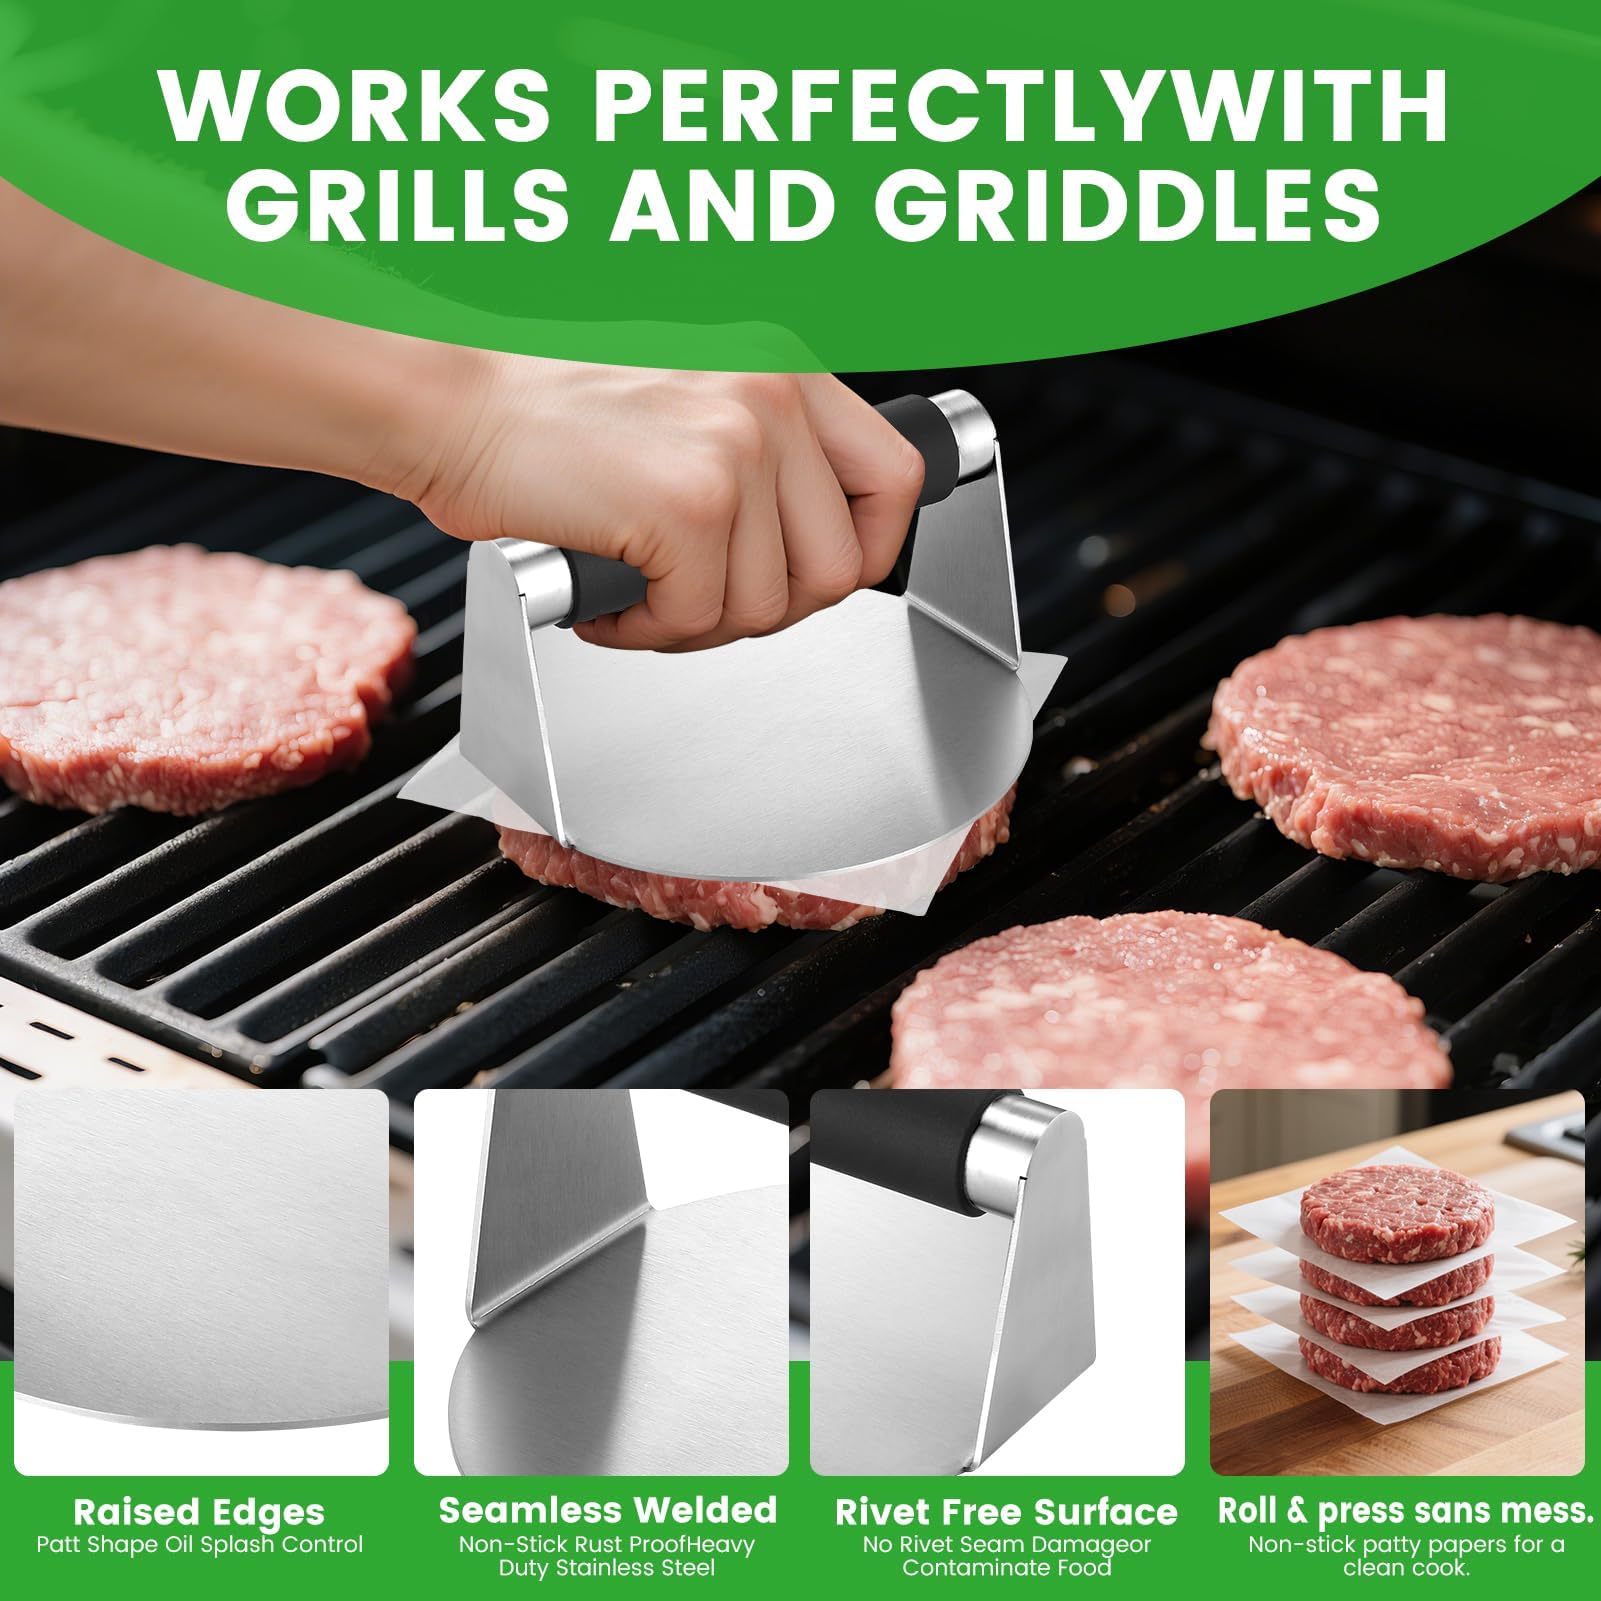 WORKS PERFECTLYWITH
GRILLS AND GRIDDLES
Raised Edges
Patt Shape Oil Splash Control
Seamless Welded
Non-Stick Rust ProofHeavy
Duty Stainless Steel
Rivet Free Surface
No Rivet Seam Damageor
Contaminate Food
Roll & press sans mess.
Non-stick patty papers for a
clean cook.